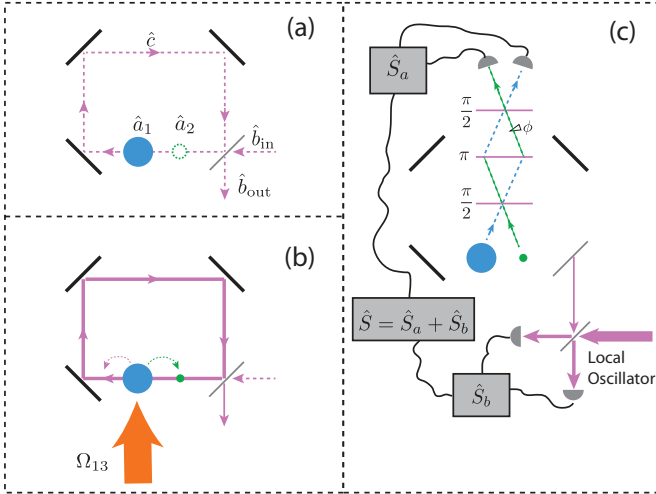 (a)
ĉ
â₁
â₂
b̂in
b̂out
(b)
Ω₁₃
(c)
Ŝa
π/2
ϕ
π
π/2
Ŝ = Ŝa + Ŝb
Local
Oscillator
Ŝb